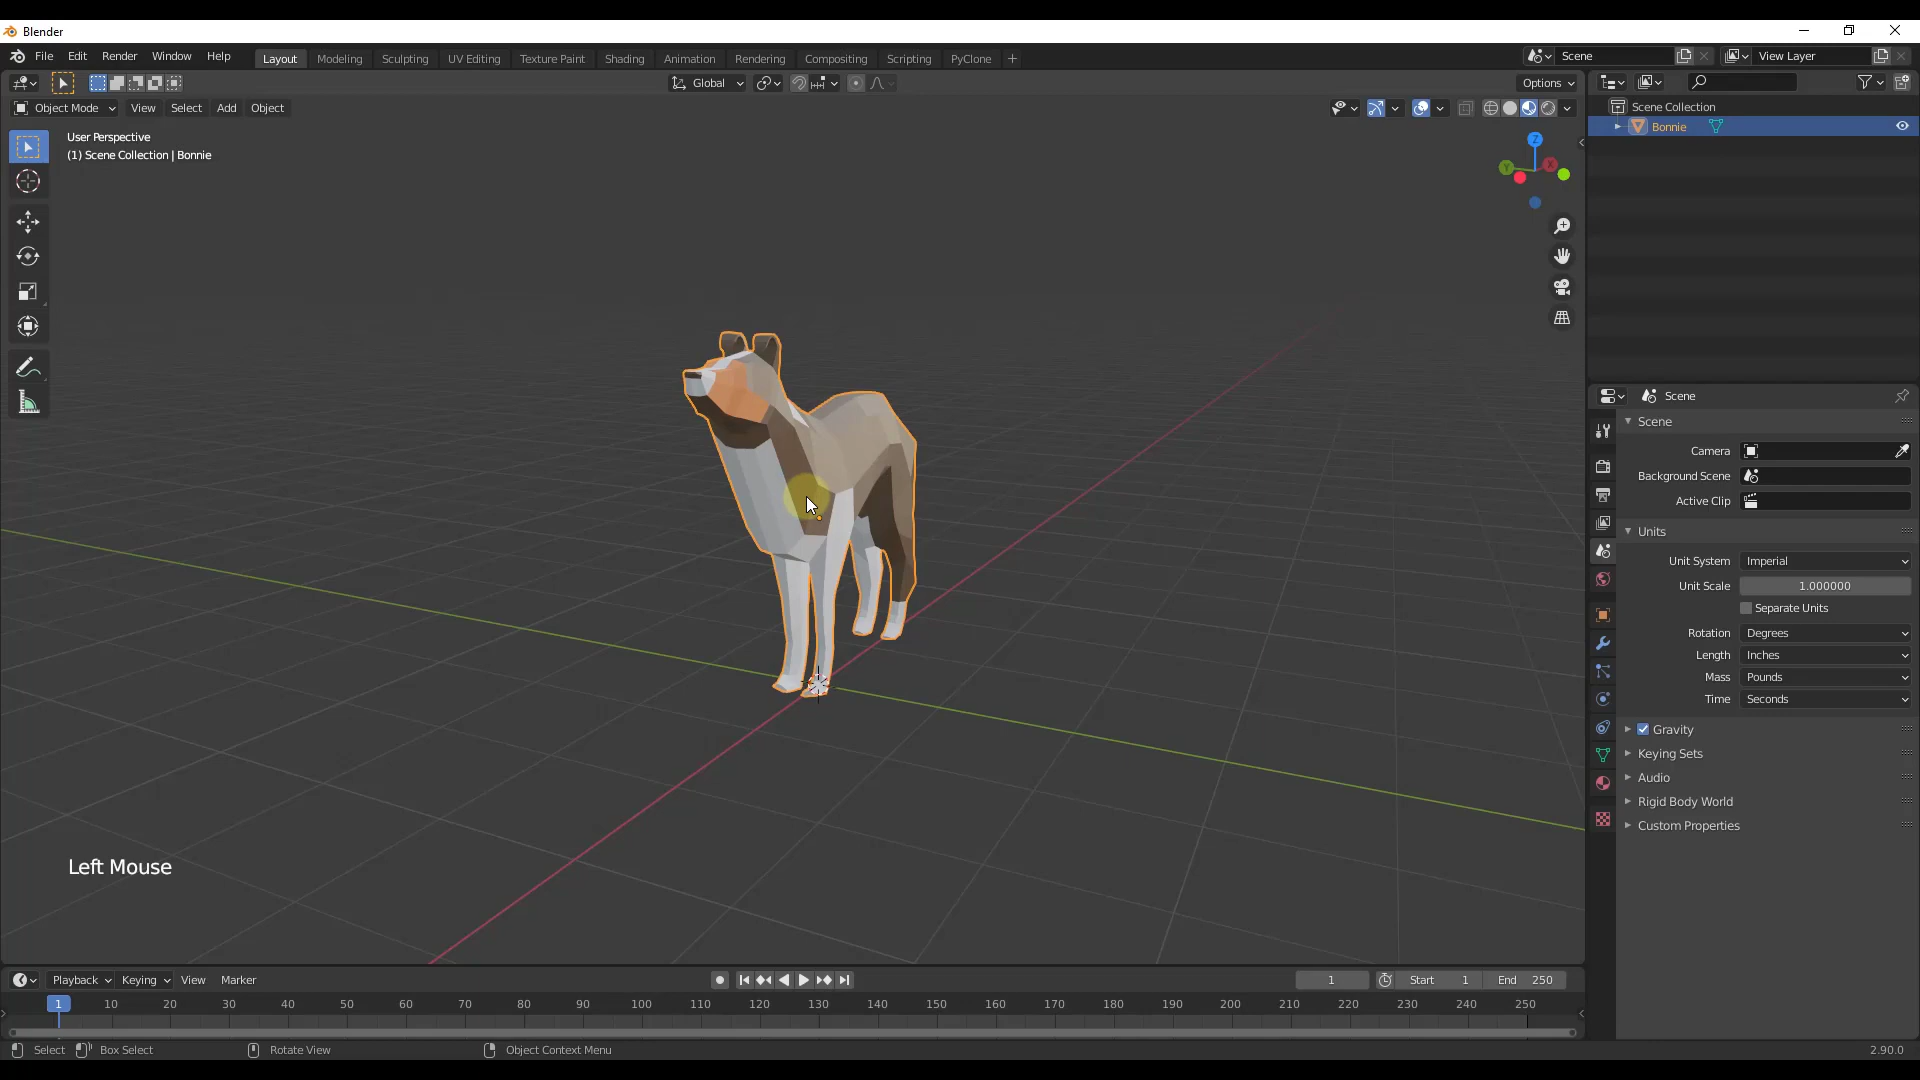 Blender
File Edit Render Window Help Layout Modeling Sculpting UV Editing Texture Paint Shading Animation Rendering Compositing Scripting PyClone + Scene View Layer
Global Options
Object Mode View Select Add Object
User Perspective
(1) Scene Collection | Bonnie
Z
Y X
Scene Collection
Bonnie
Scene
Scene
Camera
Background Scene
Active Clip
Units
Unit System Imperial
Unit Scale 1.000000
Separate Units
Rotation Degrees
Length Inches
Mass Pounds
Time Seconds
Gravity
Keying Sets
Audio
Rigid Body World
Custom Properties
Left Mouse
Playback Keying View Marker 1 Start 1 End 250
1 10 20 30 40 50 60 70 80 90 100 110 120 130 140 150 160 170 180 190 200 210 220 230 240 250
Select Box Select Rotate View Object Context Menu 2.90.0